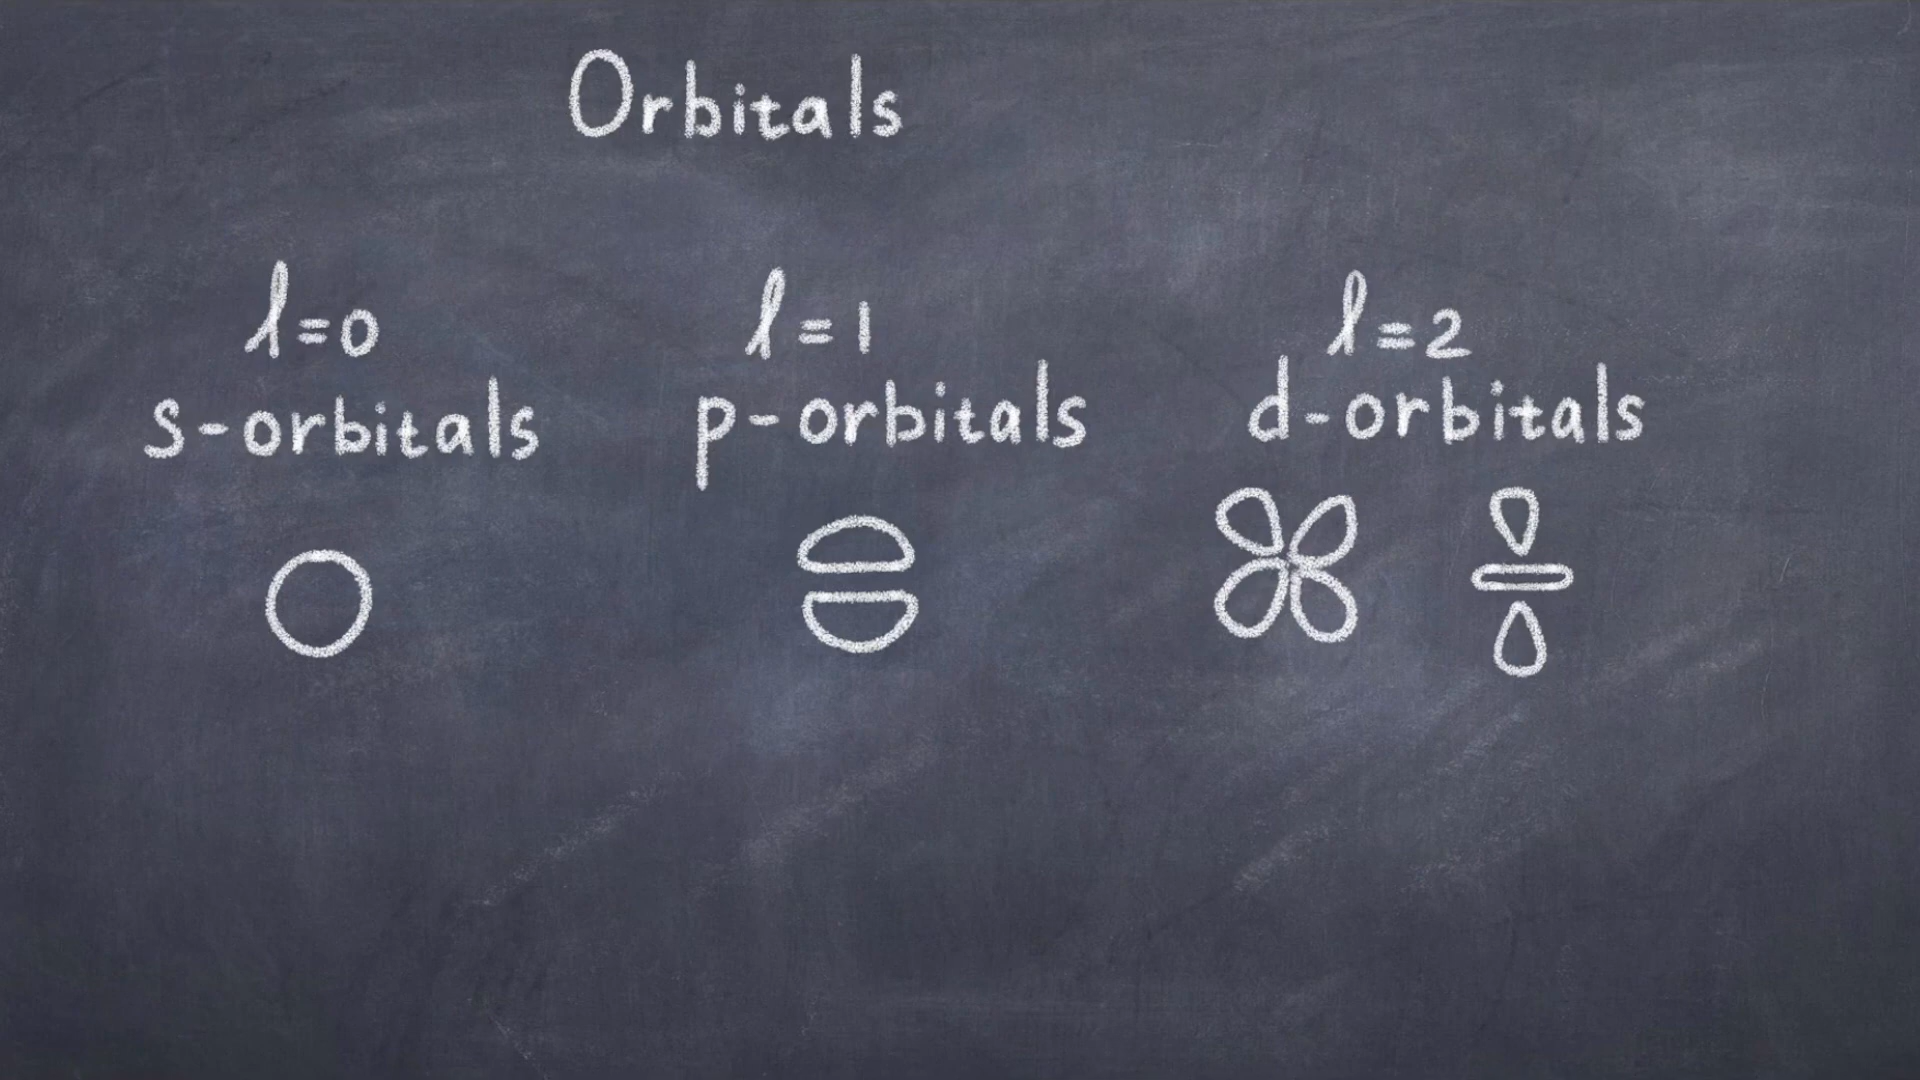 Orbitals
l=0
s-orbitals
l=1
p-orbitals
l=2
d-orbitals